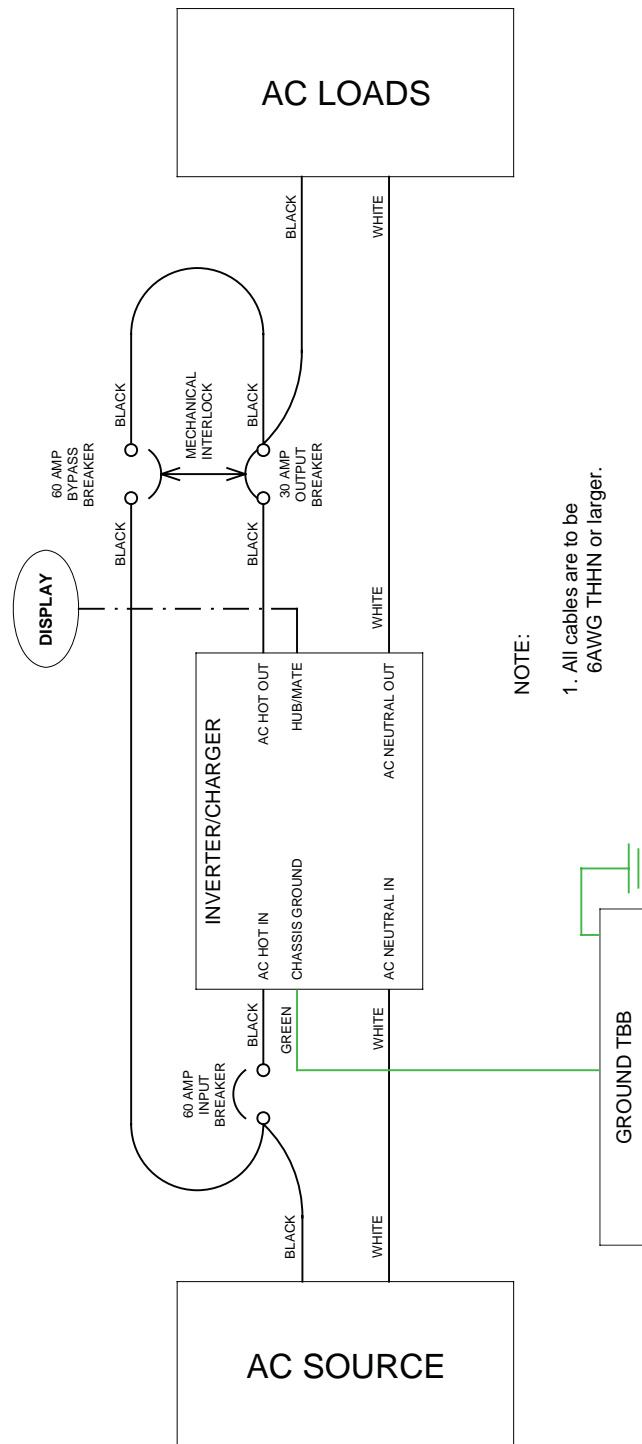 AC LOADS
BLACK
WHITE
60 AMP
BYPASS
BREAKER
BLACK
BLACK
MECHANICAL
INTERLOCK
BLACK
BLACK
30 AMP
OUTPUT
BREAKER
DISPLAY
WHITE
INVERTER/CHARGER
AC HOT OUT
HUB/MATE
AC NEUTRAL OUT
AC HOT IN
CHASSIS GROUND
AC NEUTRAL IN
BLACK
GREEN
WHITE
60 AMP
INPUT
BREAKER
BLACK
WHITE
AC SOURCE
NOTE:
1. All cables are to be
6AWG THHN or larger.
GROUND TBB